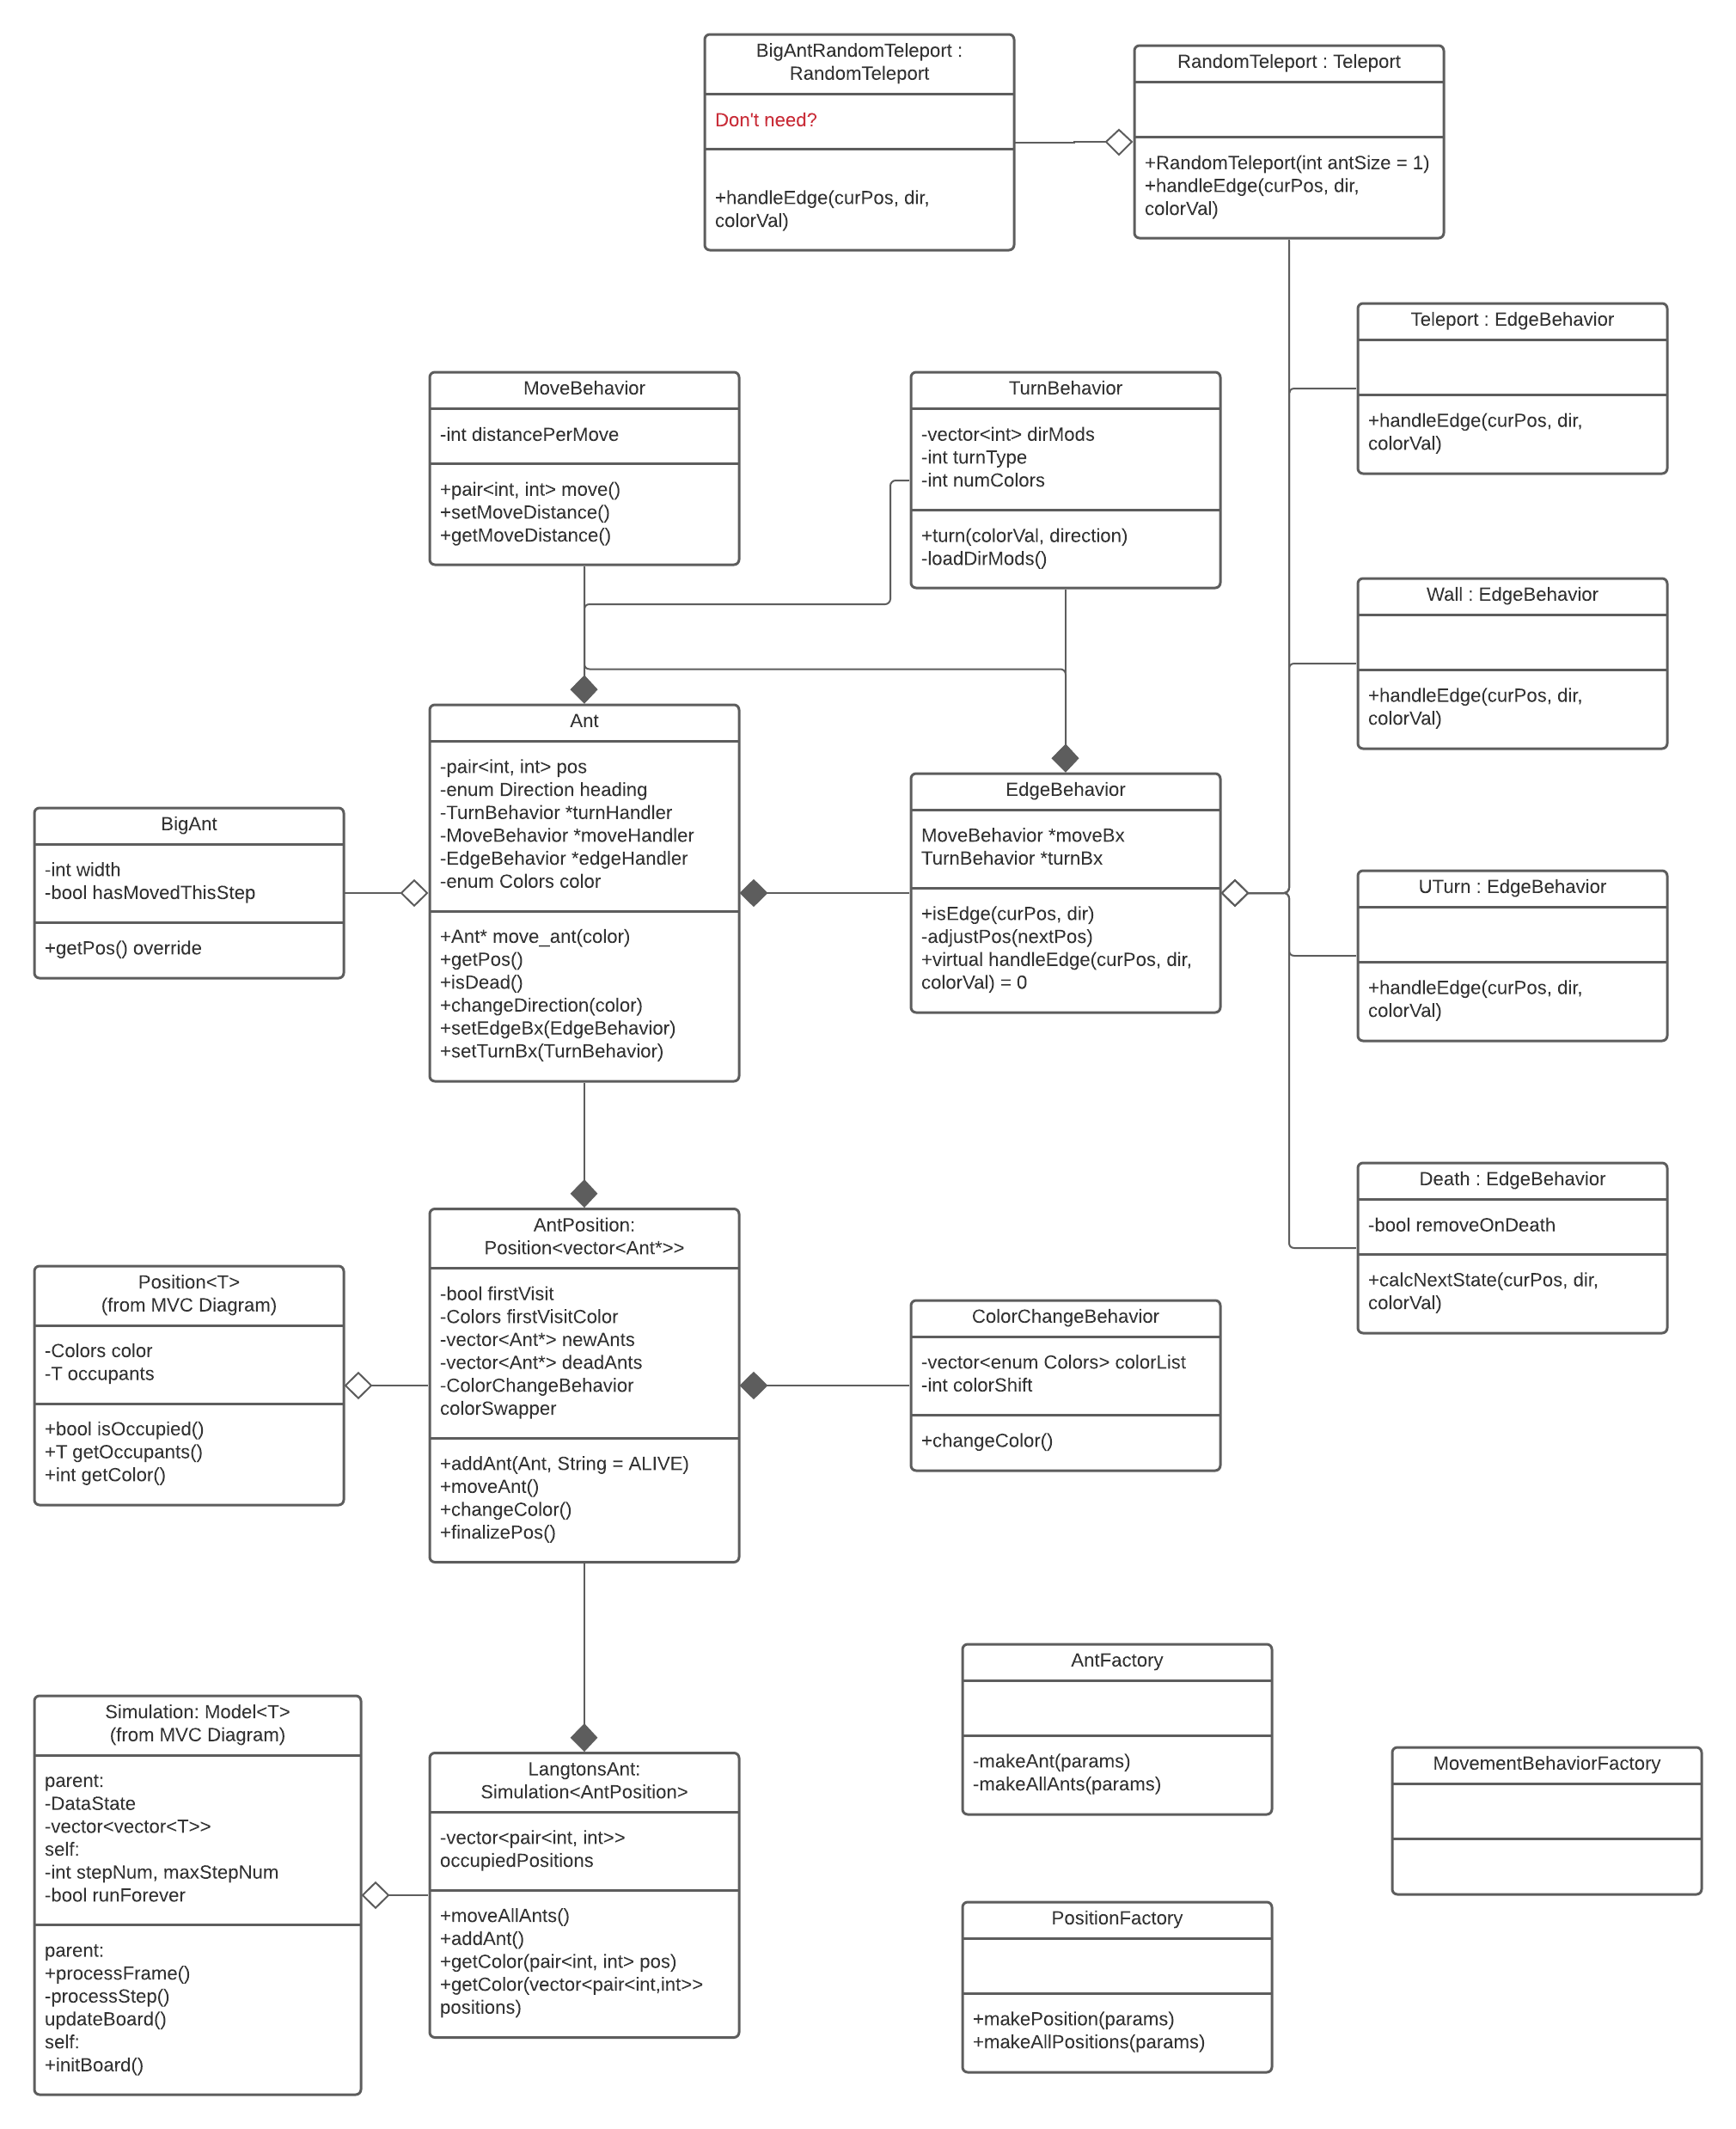 BigAntRandomTeleport :
RandomTeleport
Don't need?
+handleEdge(curPos, dir,
colorVal)
RandomTeleport : Teleport
+RandomTeleport(int antSize = 1)
+handleEdge(curPos, dir,
colorVal)
Teleport : EdgeBehavior
+handleEdge(curPos, dir,
colorVal)
MoveBehavior
-int distancePerMove
+pair<int, int> move()
+setMoveDistance()
+getMoveDistance()
TurnBehavior
-vector<int> dirMods
-int turnType
-int numColors
+turn(colorVal, direction)
-loadDirMods()
Wall : EdgeBehavior
+handleEdge(curPos, dir,
colorVal)
Ant
-pair<int, int> pos
-enum Direction heading
-TurnBehavior *turnHandler
-MoveBehavior *moveHandler
-EdgeBehavior *edgeHandler
-enum Colors color
+Ant* move_ant(color)
+getPos()
+isDead()
+changeDirection(color)
+setEdgeBx(EdgeBehavior)
+setTurnBx(TurnBehavior)
EdgeBehavior
MoveBehavior *moveBx
TurnBehavior *turnBx
+isEdge(curPos, dir)
-adjustPos(nextPos)
+virtual handleEdge(curPos, dir,
colorVal) = 0
BigAnt
-int width
-bool hasMovedThisStep
+getPos() override
UTurn : EdgeBehavior
+handleEdge(curPos, dir,
colorVal)
Death : EdgeBehavior
-bool removeOnDeath
+calcNextState(curPos, dir,
colorVal)
AntPosition:
Position<vector<Ant*>>
-bool firstVisit
-Colors firstVisitColor
-vector<Ant*> newAnts
-vector<Ant*> deadAnts
-ColorChangeBehavior
colorSwapper
+addAnt(Ant, String = ALIVE)
+moveAnt()
+changeColor()
+finalizePos()
Position<T>
(from MVC Diagram)
-Colors color
-T occupants
+bool isOccupied()
+T getOccupants()
+int getColor()
ColorChangeBehavior
-vector<enum Colors> colorList
-int colorShift
+changeColor()
AntFactory
-makeAnt(params)
-makeAllAnts(params)
Simulation: Model<T>
(from MVC Diagram)
parent:
-DataState
-vector<vector<T>>
self:
-int stepNum, maxStepNum
-bool runForever
parent:
+processFrame()
-processStep()
updateBoard()
self:
+initBoard()
LangtonsAnt:
Simulation<AntPosition>
-vector<pair<int, int>>
occupiedPositions
+moveAllAnts()
+addAnt()
+getColor(pair<int, int> pos)
+getColor(vector<pair<int,int>>
positions)
MovementBehaviorFactory
PositionFactory
+makePosition(params)
+makeAllPositions(params)